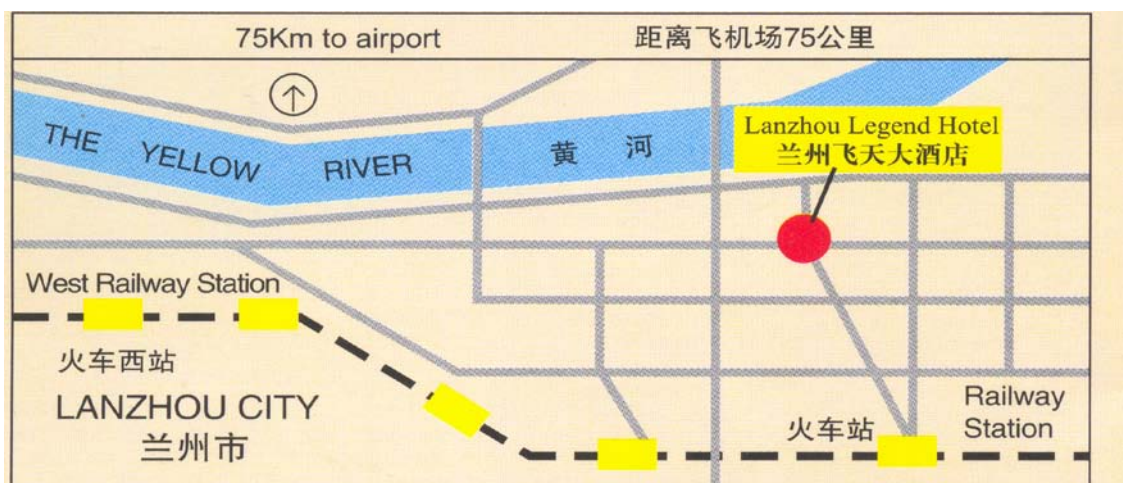 75Km to airport
距离飞机场75公里
THE YELLOW RIVER
黄河
Lanzhou Legend Hotel
兰州飞天大酒店
West Railway Station
火车西站
LANZHOU CITY
兰州市
火车站
Railway
Station